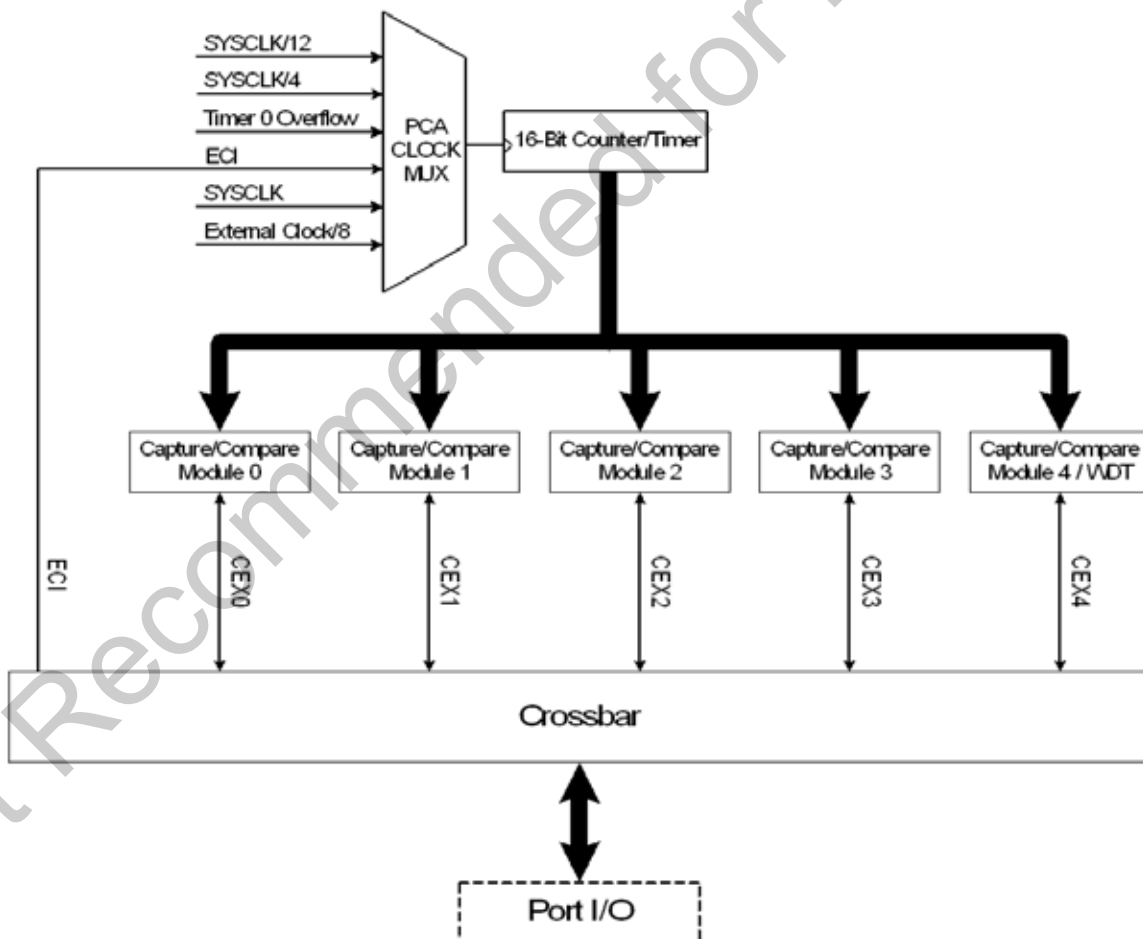 SYSCLK/12
SYSCLK/4
Timer 0 Overflow
ECI
SYSCLK
External Clock/8
PCA
CLOCK
MUX
16-Bit Counter/Timer
Capture/Compare
Module 0
Capture/Compare
Module 1
Capture/Compare
Module 2
Capture/Compare
Module 3
Capture/Compare
Module 4 / WDT
ECI
CEX0
CEX1
CEX2
CEX3
CEX4
Crossbar
Port I/O
Recommended for